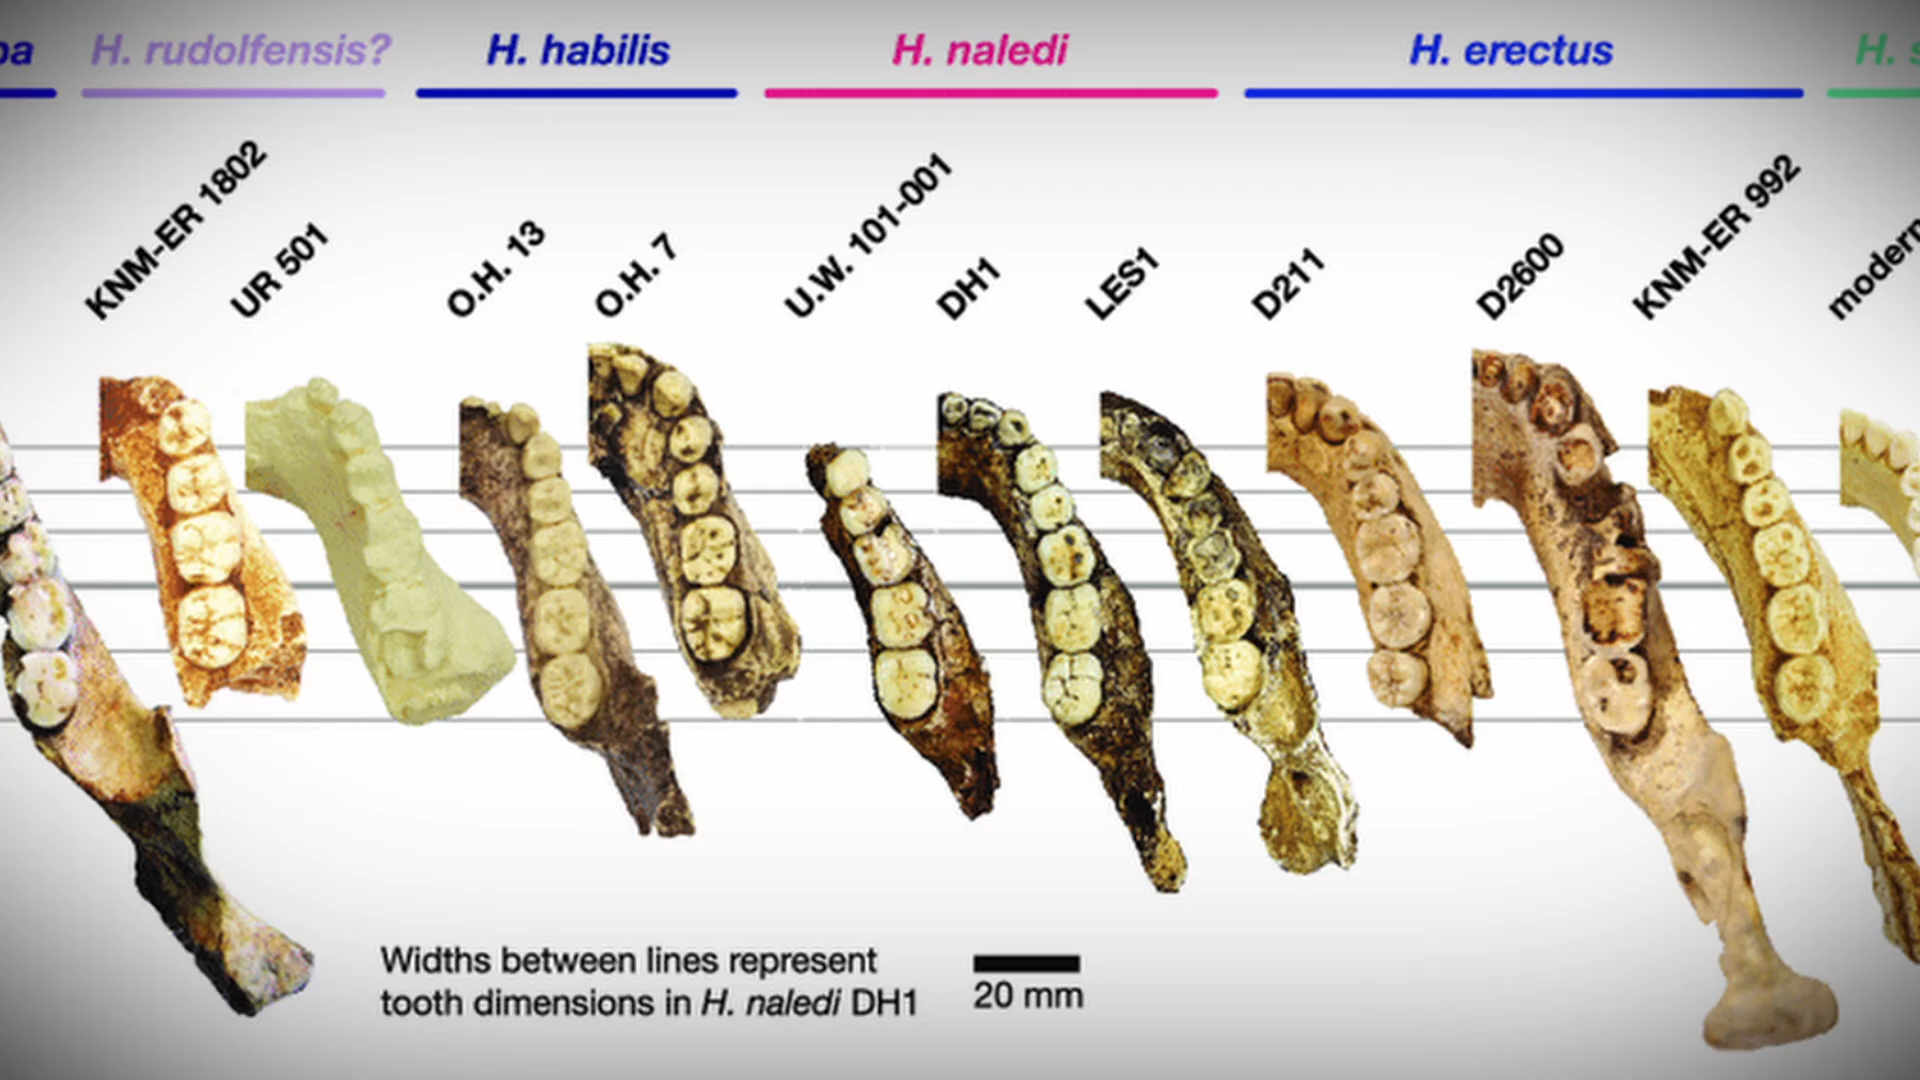 H. rudolfensis? H. habilis H. naledi H. erectus
KNM-ER 1802
UR 501
O.H. 13
O.H. 7
U.W. 101-001
DH1
LES1
D211
D2600
KNM-ER 992
modern
Widths between lines represent
tooth dimensions in H. naledi DH1
20 mm